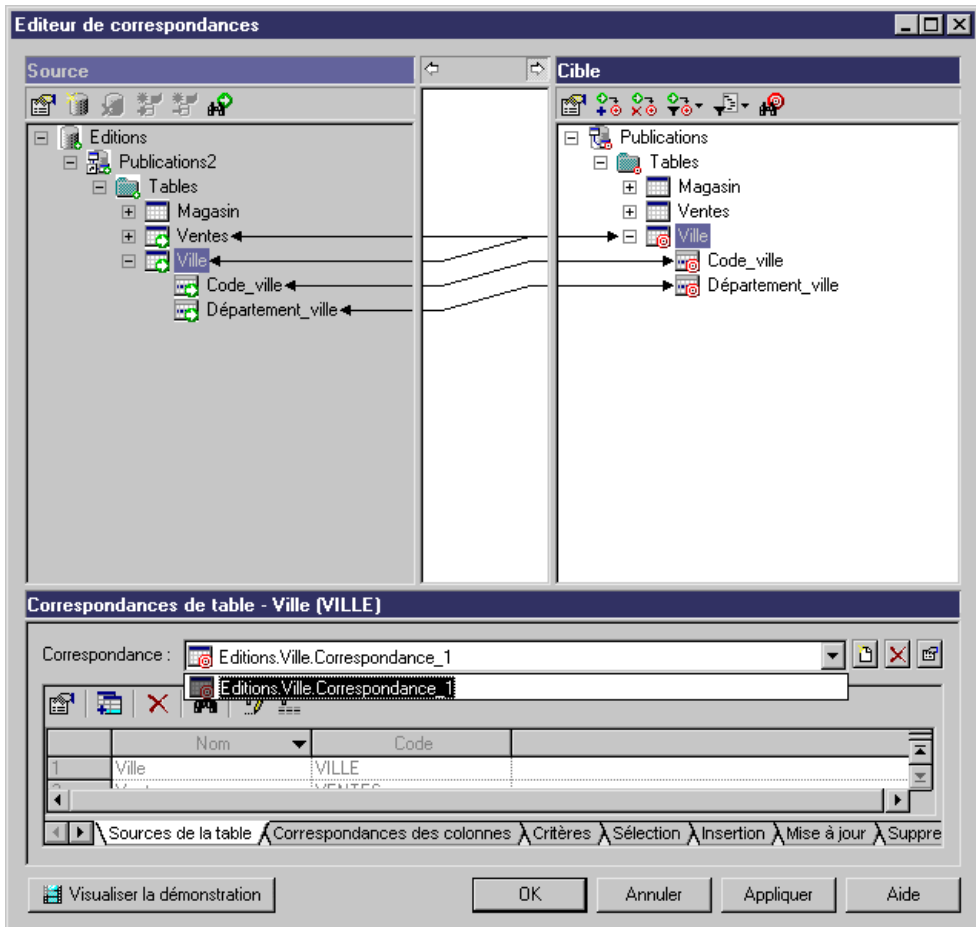 Editeur de correspondances
Source
Cible
Editions
Publications2
Tables
Magasin
Ventes
Ville
Code_ville
Département_ville
Publications
Tables
Magasin
Ventes
Ville
Code_ville
Département_ville
Correspondances de table - Ville (VILLE)
Correspondance : Editions.Ville.Correspondance_1
Editions.Ville.Correspondance_1
Nom Code
1 Ville VILLE
Sources de la table Correspondances des colonnes Critères Sélection Insertion Mise à jour Suppre
Visualiser la démonstration OK Annuler Appliquer Aide